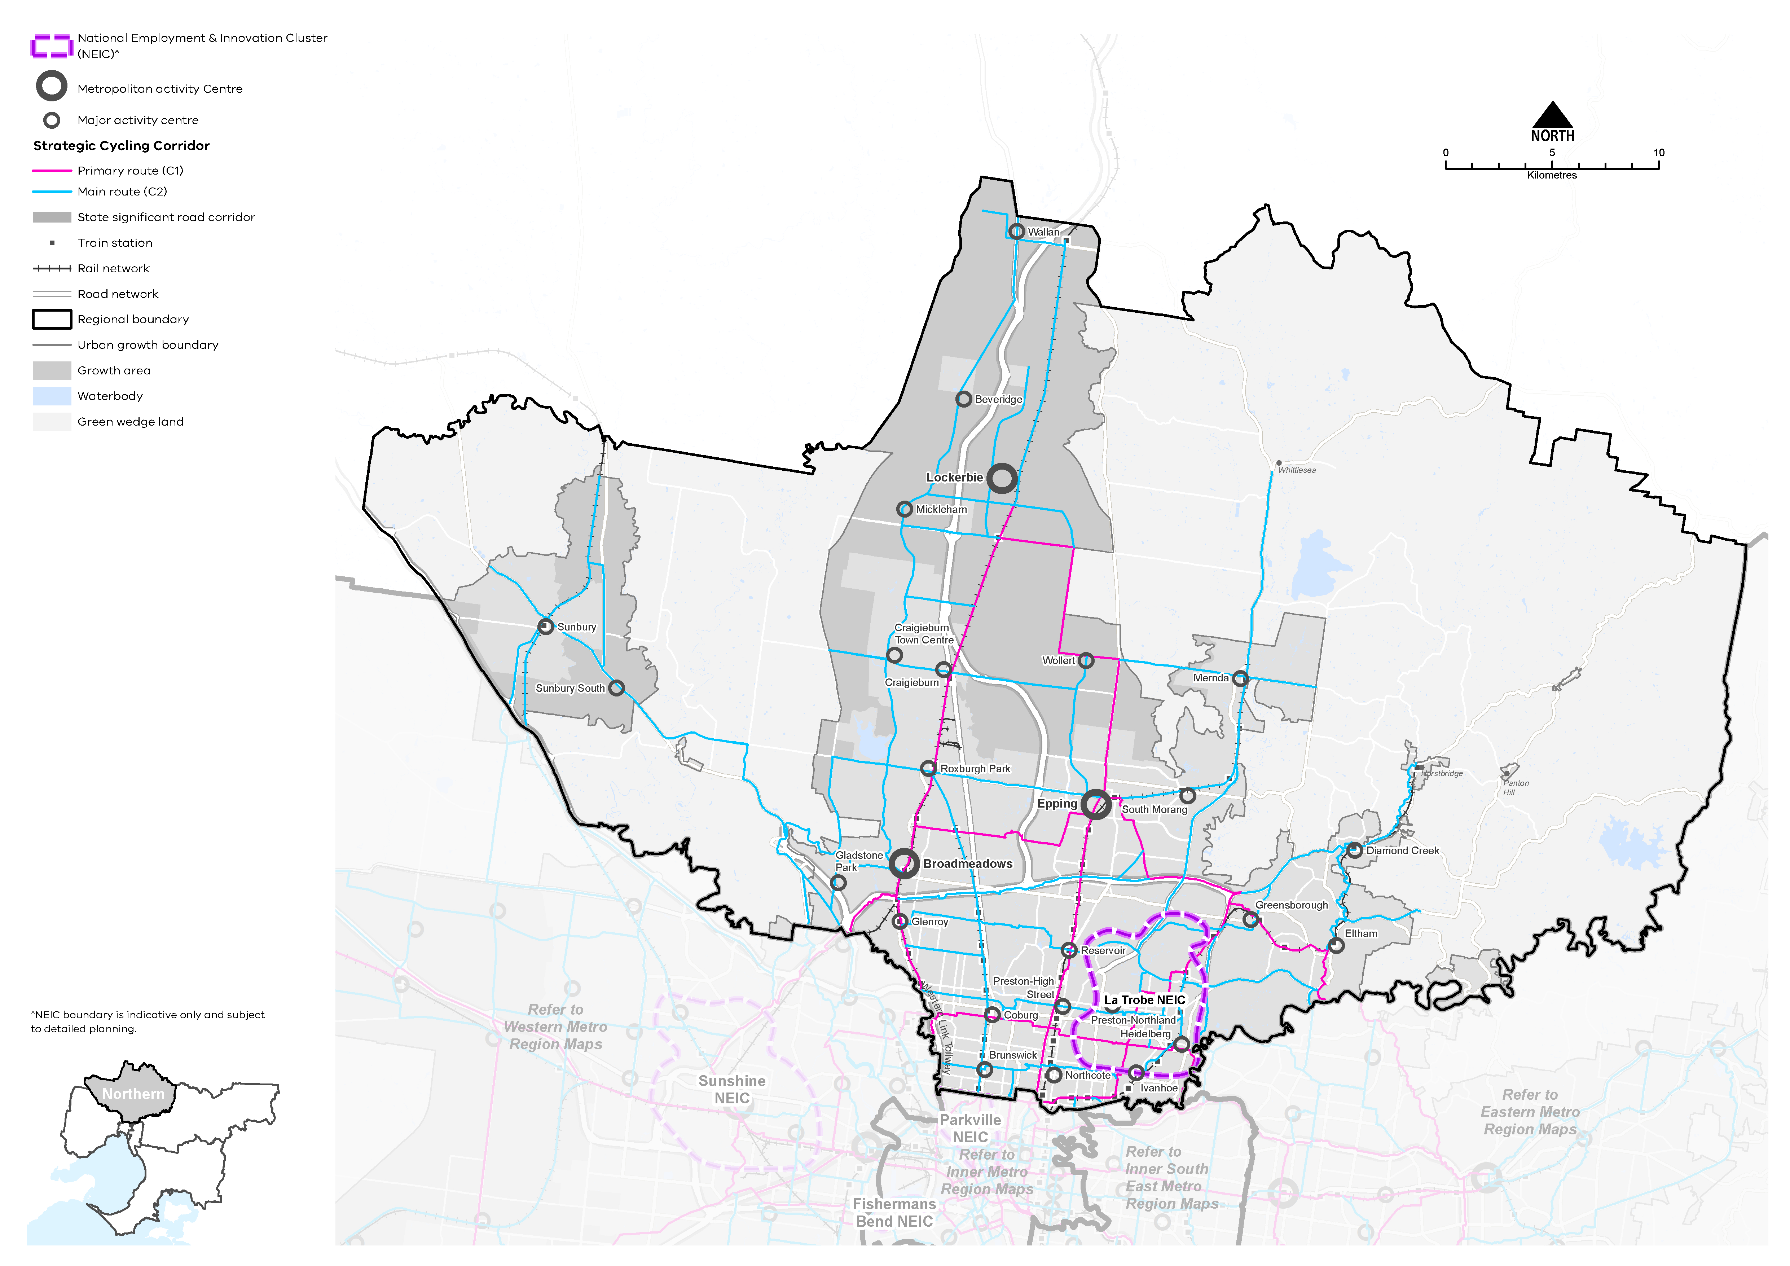 National Employment & Innovation Cluster
(NEIC)^
Metropolitan activity Centre
Major activity centre
Strategic Cycling Corridor
Primary route (C1)
Main route (C2)
State significant road corridor
Train station
Rail network
Road network
Regional boundary
Urban growth boundary
Growth area
Waterbody
Green wedge land
NORTH
0 5 10
Kilometres
Wallan
Beveridge
Lockerbie
Whittlesea
Mickleham
Sunbury
Craigieburn
Town Centre
Wollert
Mernda
Craigieburn
Sunbury South
Roxburgh Park
Hurstbridge
Panton
Hill
Epping
South Morang
Gladstone
Park
Broadmeadows
Diamond Creek
Greensborough
Glenroy
Eltham
Reservoir
Preston-High
Street
La Trobe NEIC
Western Link Tollway
Coburg
Preston-Northland
Heidelberg
Brunswick
Northcote
Ivanhoe
Refer to
Western Metro
Region Maps
Sunshine
NEIC
Parkville
NEIC
Refer to
Inner Metro
Region Maps
Refer to
Inner South
East Metro
Region Maps
Fishermans
Bend NEIC
Refer to
Eastern Metro
Region Maps
^NEIC boundary is indicative only and subject
to detailed planning.
Northern